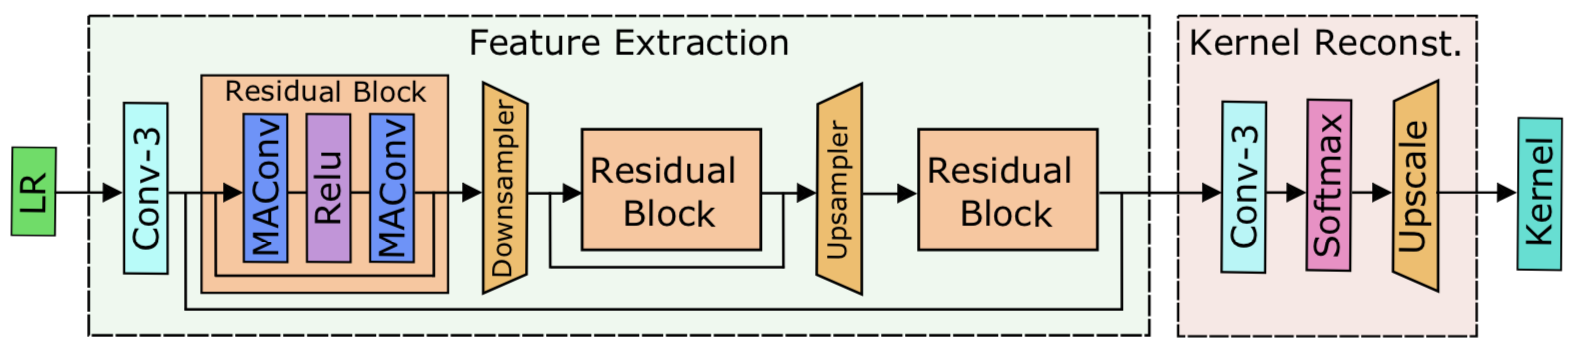 Feature Extraction
Kernel Reconst.
LR
Conv-3
Residual Block
MAConv
Relu
MAConv
Downsampler
Residual
Block
Upsampler
Residual
Block
Conv-3
Softmax
Upscale
Kernel